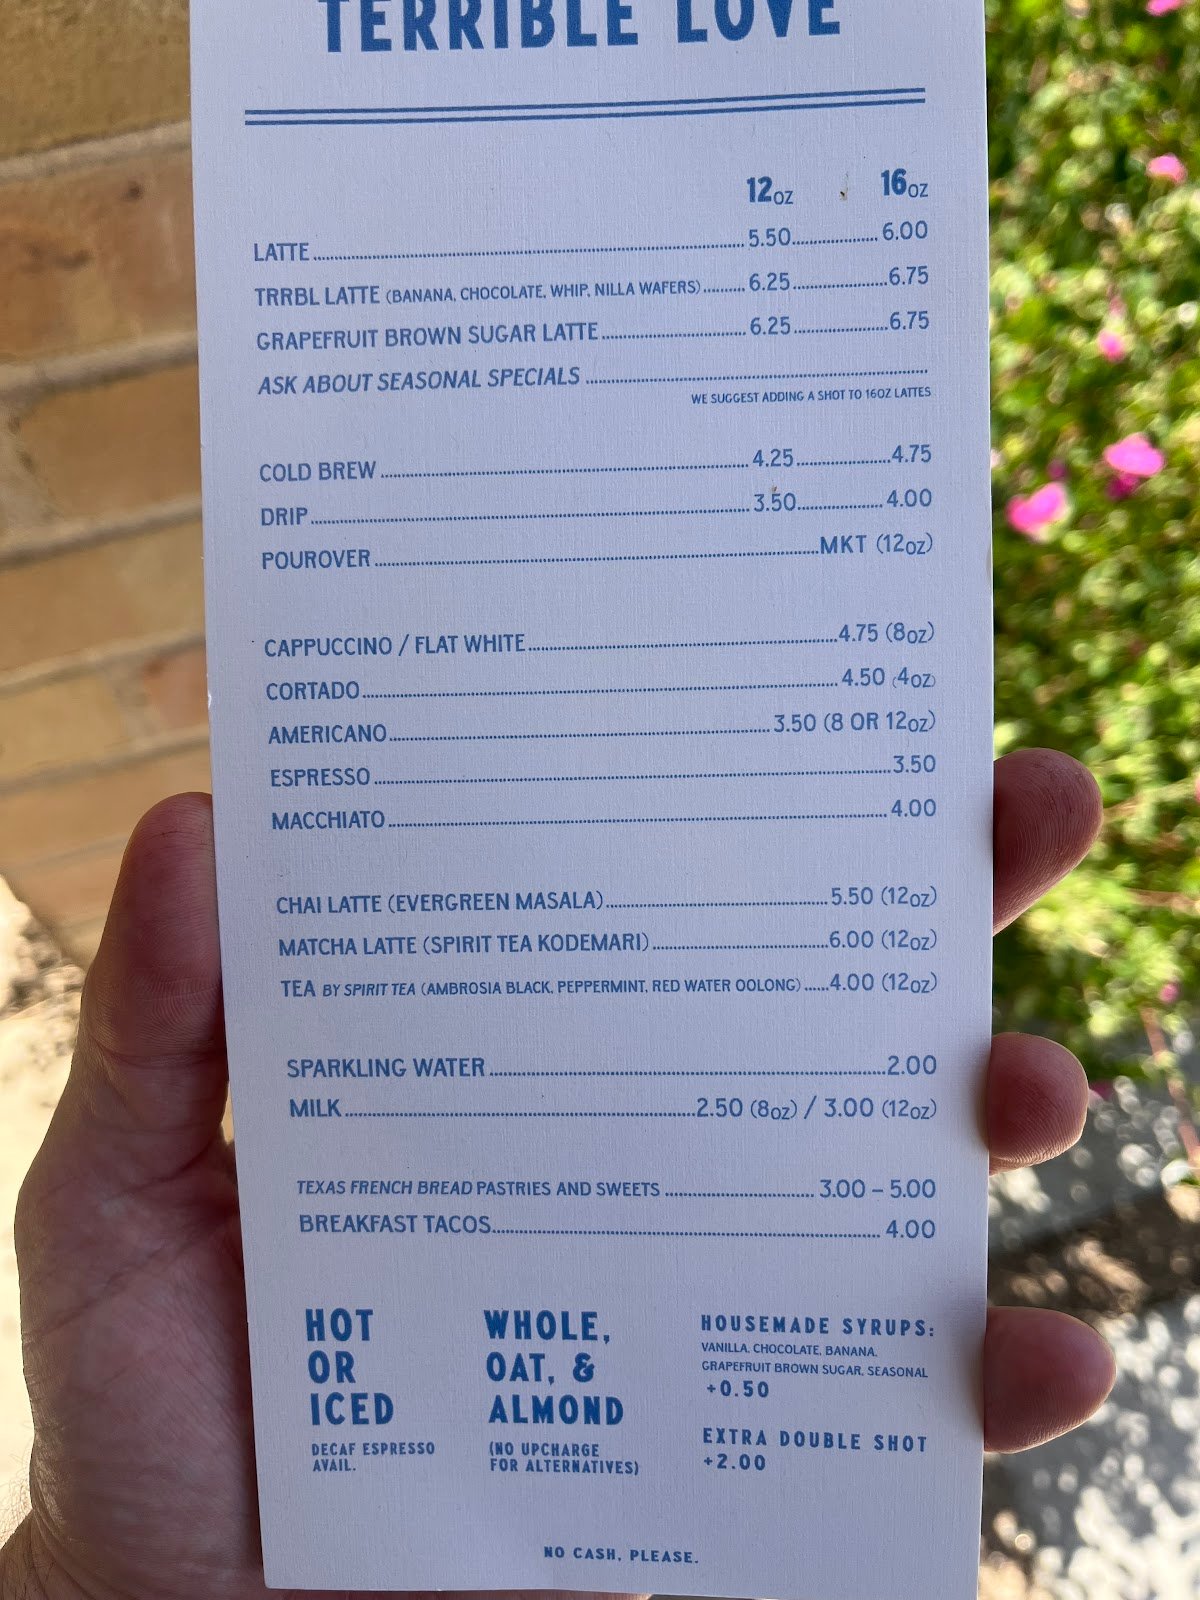 TERRIBLE LOVE
12oz 16oz
LATTE 5.50 6.00
TRRBL LATTE (BANANA, CHOCOLATE, WHIP, NILLA WAFERS) 6.25 6.75
GRAPEFRUIT BROWN SUGAR LATTE 6.25 6.75
ASK ABOUT SEASONAL SPECIALS
WE SUGGEST ADDING A SHOT TO 16OZ LATTES
COLD BREW 4.25 4.75
DRIP 3.50 4.00
POUROVER MKT (12oz)
CAPPUCCINO / FLAT WHITE 4.75 (8oz)
CORTADO 4.50 (4oz)
AMERICANO 3.50 (8 OR 12oz)
ESPRESSO 3.50
MACCHIATO 4.00
CHAI LATTE (EVERGREEN MASALA) 5.50 (12oz)
MATCHA LATTE (SPIRIT TEA KODEMARI) 6.00 (12oz)
TEA BY SPIRIT TEA (AMBROSIA BLACK, PEPPERMINT, RED WATER OOLONG) 4.00 (12oz)
SPARKLING WATER 2.00
MILK 2.50 (8oz) / 3.00 (12oz)
TEXAS FRENCH BREAD PASTRIES AND SWEETS 3.00 – 5.00
BREAKFAST TACOS 4.00
HOT
OR
ICED
DECAF ESPRESSO
AVAIL.
WHOLE,
OAT, &
ALMOND
(NO UPCHARGE
FOR ALTERNATIVES)
HOUSEMADE SYRUPS:
VANILLA, CHOCOLATE, BANANA,
GRAPEFRUIT BROWN SUGAR, SEASONAL
+0.50
EXTRA DOUBLE SHOT
+2.00
NO CASH, PLEASE.